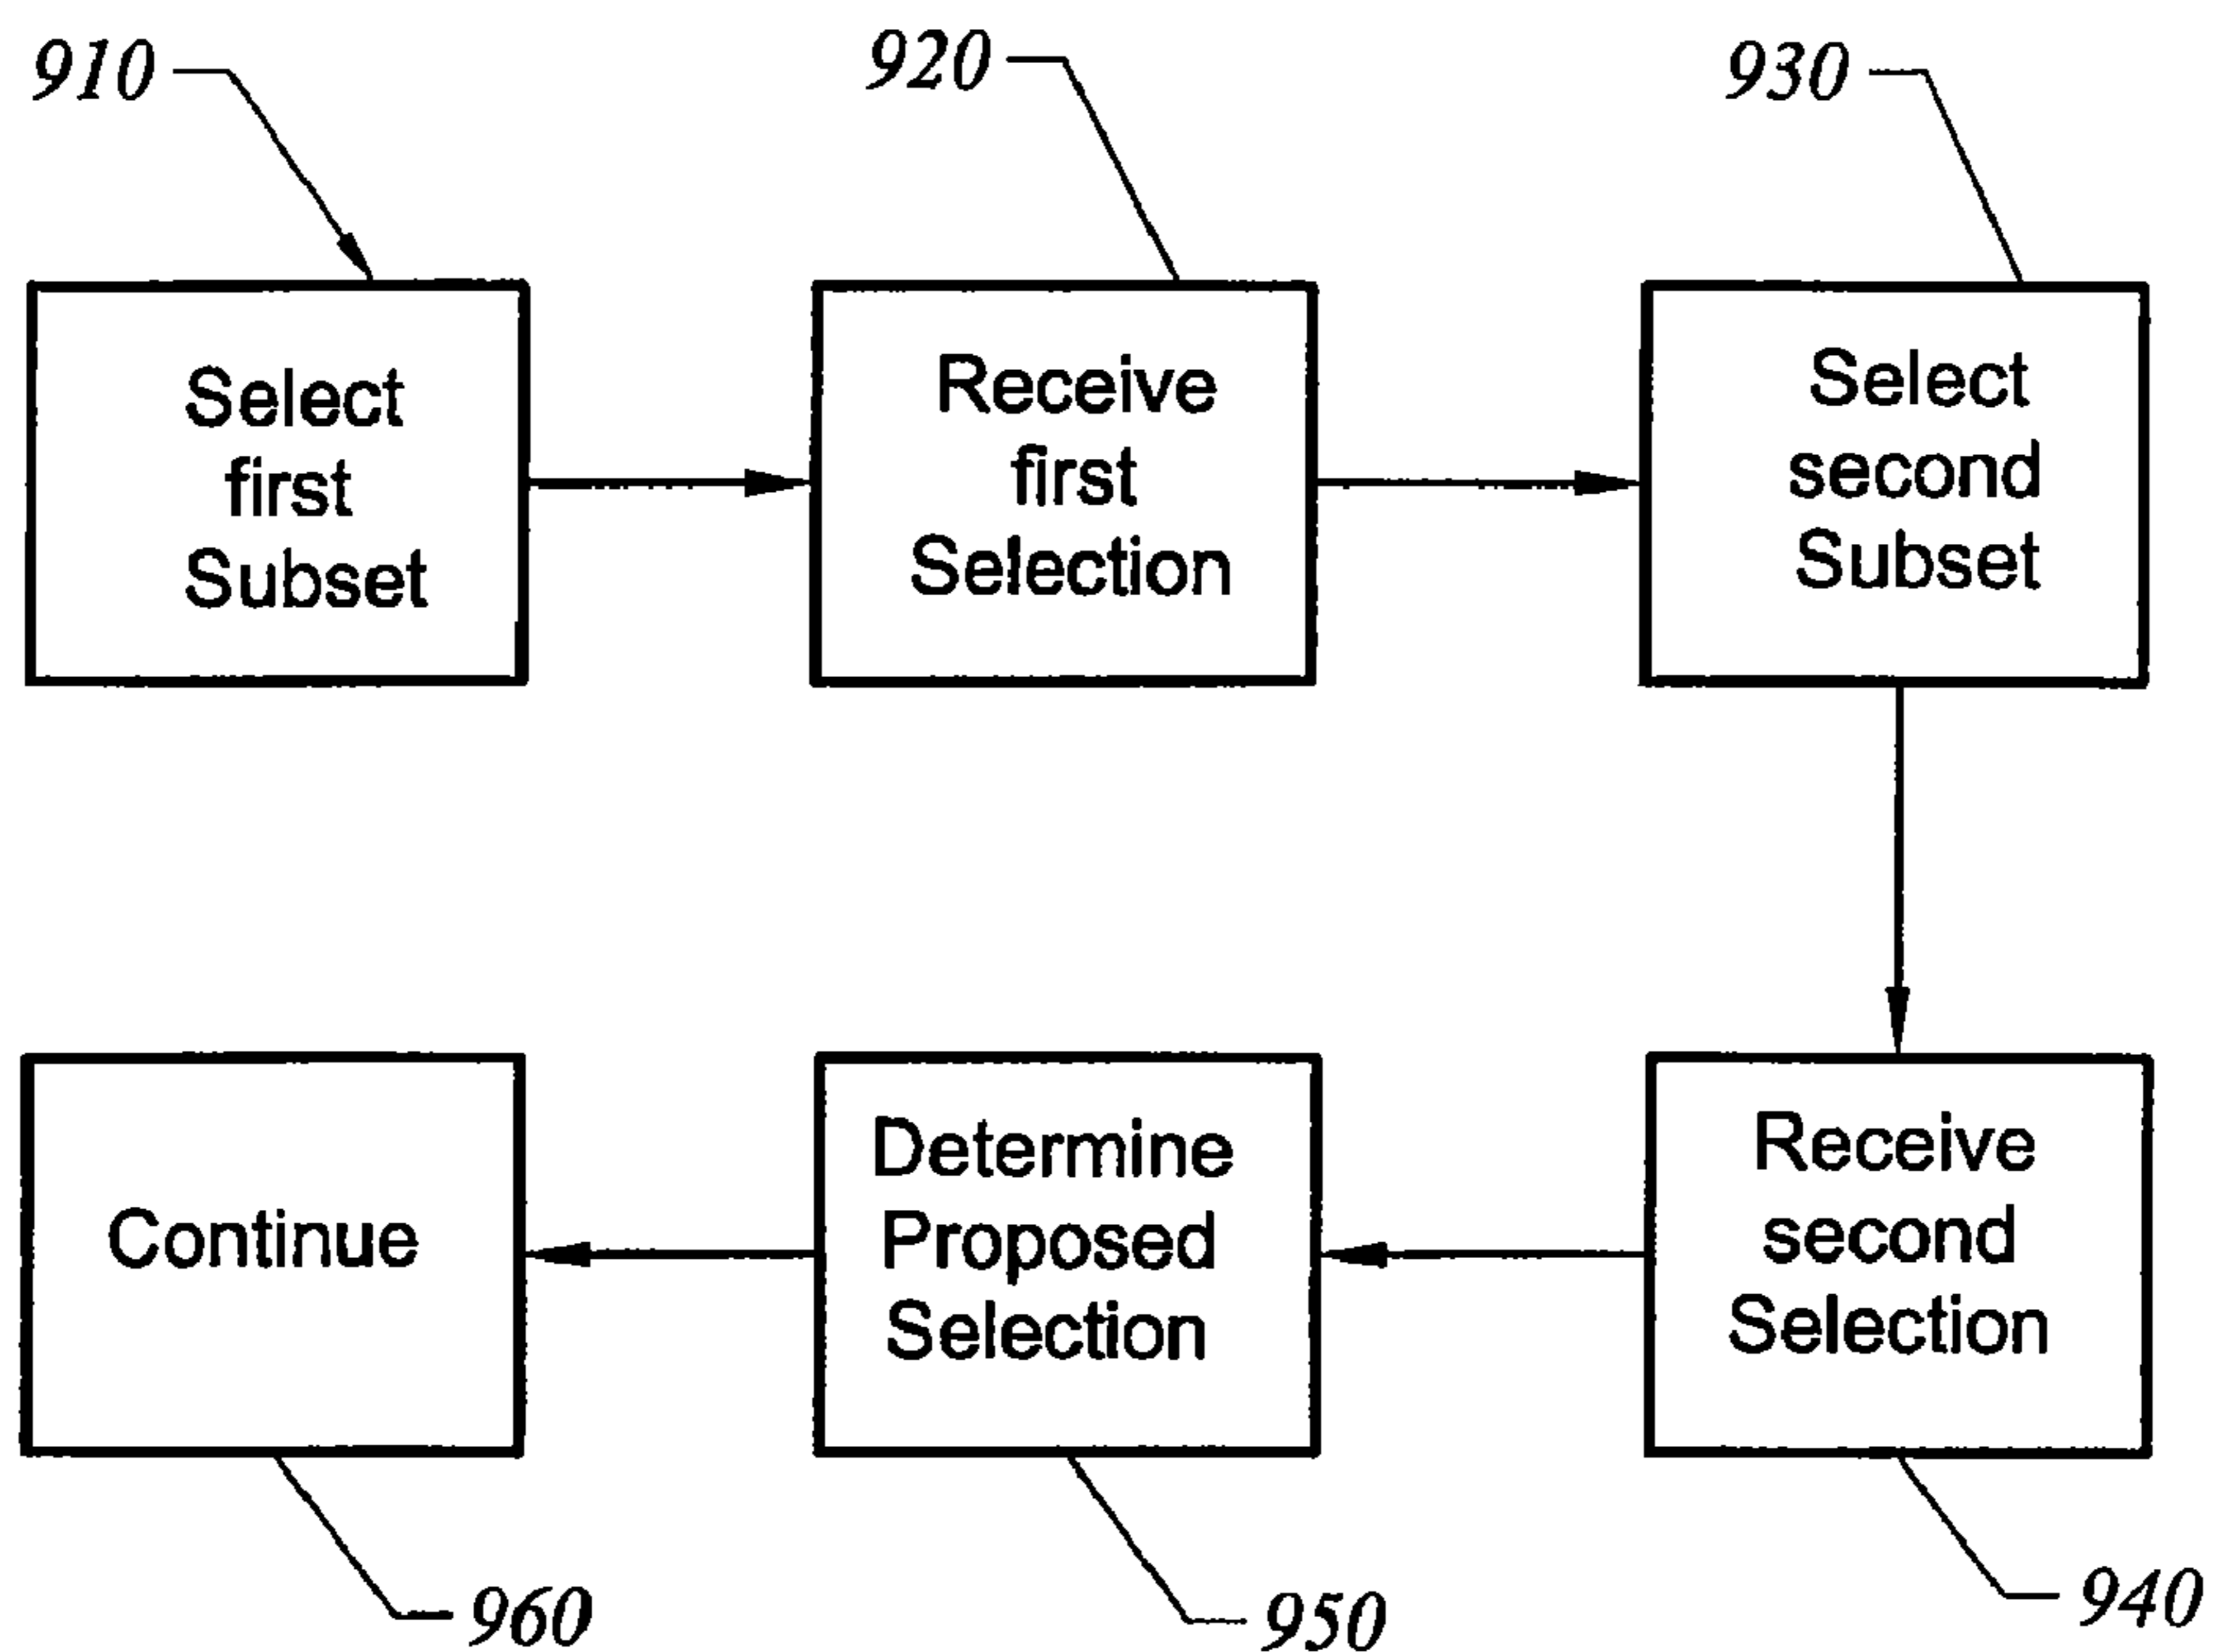 910
920
930
Select
first
Subset
Receive
first
Selection
Select
second
Subset
Continue
Determine
Proposed
Selection
Receive
second
Selection
960
950
940